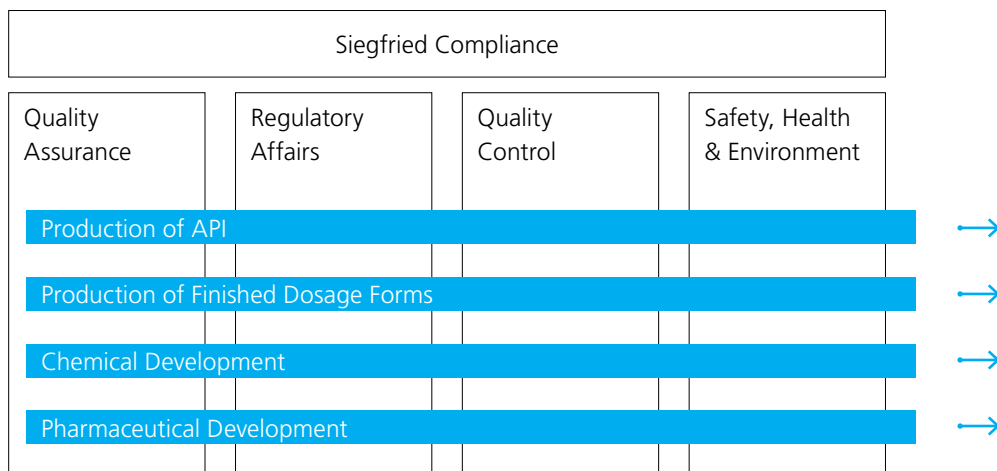 Siegfried Compliance
Quality
Assurance
Regulatory
Affairs
Quality
Control
Safety, Health
& Environment
Production of API
Production of Finished Dosage Forms
Chemical Development
Pharmaceutical Development